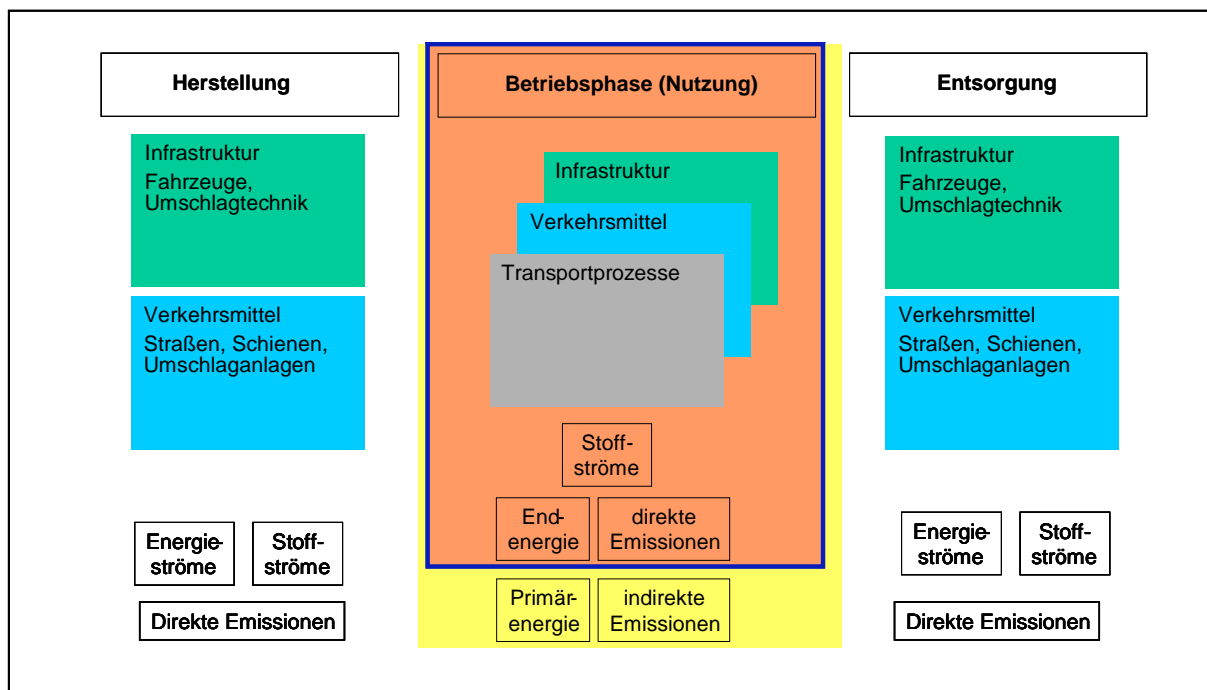 Herstellung
Infrastruktur
Fahrzeuge,
Umschlagtechnik
Verkehrsmittel
Straßen, Schienen,
Umschlaganlagen
Energie-
ströme
Stoff-
ströme
Direkte Emissionen
Betriebsphase (Nutzung)
Infrastruktur
Verkehrsmittel
Transportprozesse
Stoff-
ströme
End-
energie
direkte
Emissionen
Primär-
energie
indirekte
Emissionen
Entsorgung
Infrastruktur
Fahrzeuge,
Umschlagtechnik
Verkehrsmittel
Straßen, Schienen,
Umschlaganlagen
Energie-
ströme
Stoff-
ströme
Direkte Emissionen